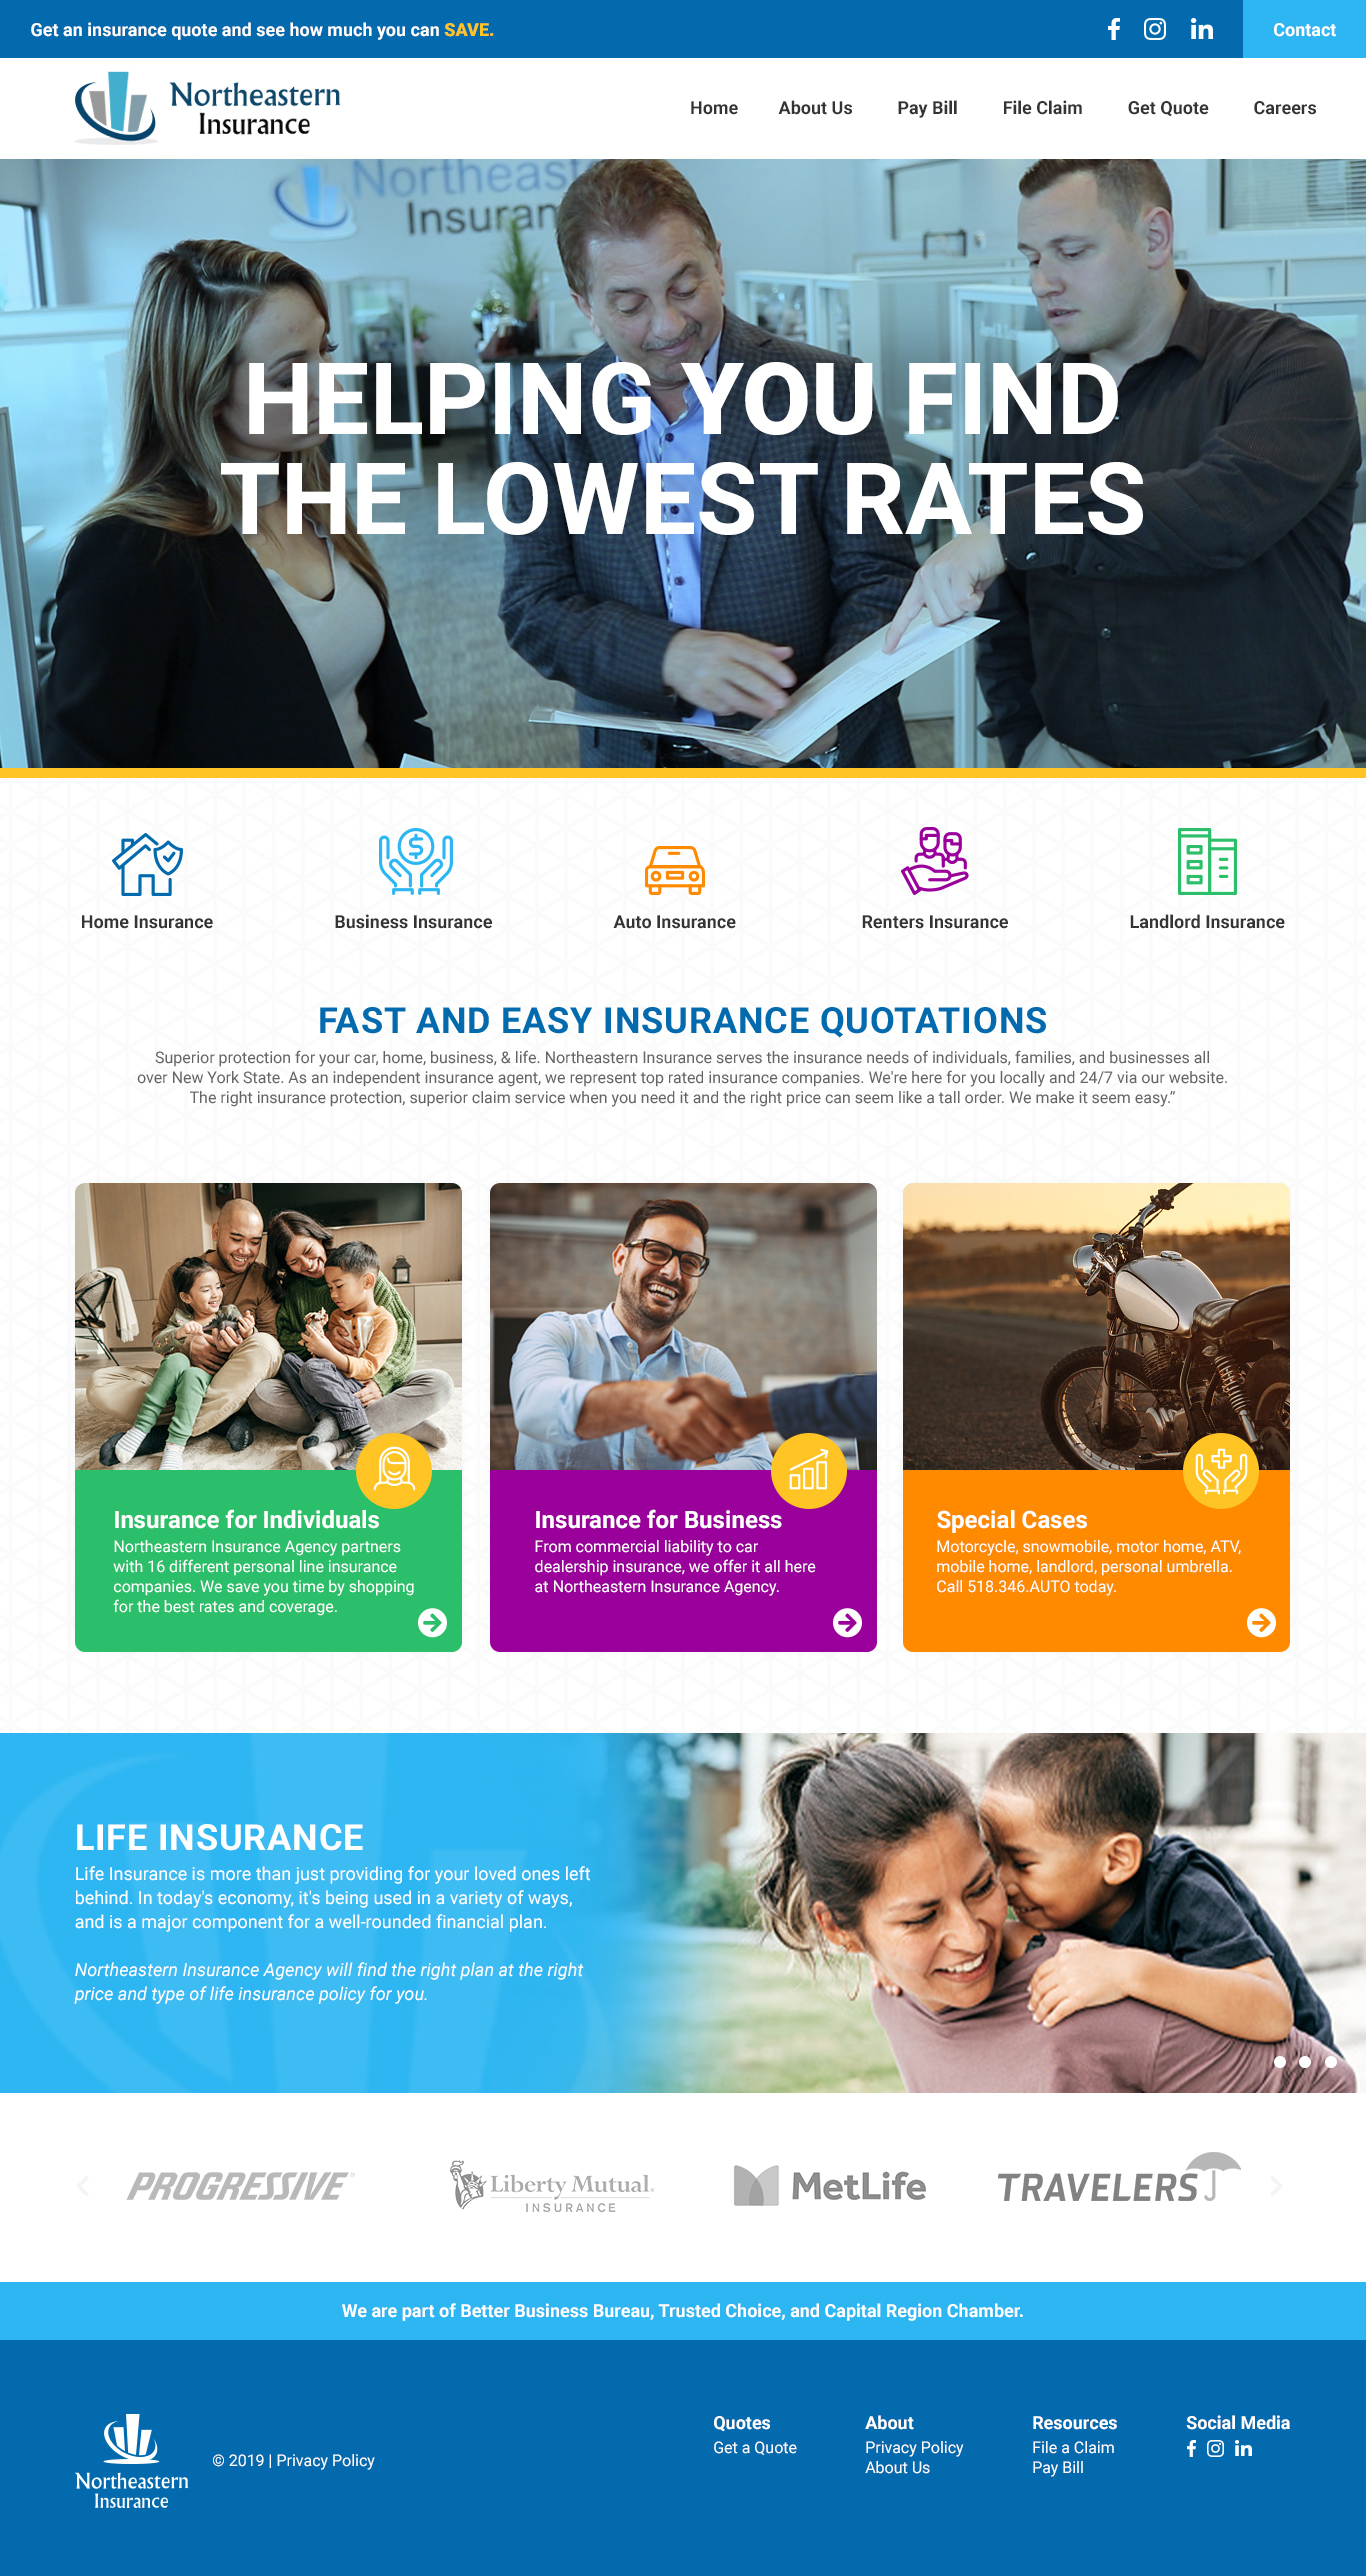 Get an insurance quote and see how much you can SAVE.
Contact
Northeastern
Insurance
Home About Us Pay Bill File Claim Get Quote Careers
HELPING YOU FIND
THE LOWEST RATES
Home Insurance
Business Insurance
Auto Insurance
Renters Insurance
Landlord Insurance
FAST AND EASY INSURANCE QUOTATIONS
Superior protection for your car, home, business, & life. Northeastern Insurance serves the insurance needs of individuals, families, and businesses all
over New York State. As an independent insurance agent, we represent top rated insurance companies. We're here for you locally and 24/7 via our website.
The right insurance protection, superior claim service when you need it and the right price can seem like a tall order. We make it seem easy.”
Insurance for Individuals
Northeastern Insurance Agency partners
with 16 different personal line insurance
companies. We save you time by shopping
for the best rates and coverage.
Insurance for Business
From commercial liability to car
dealership insurance, we offer it all here
at Northeastern Insurance Agency.
Special Cases
Motorcycle, snowmobile, motor home, ATV,
mobile home, landlord, personal umbrella.
Call 518.346.AUTO today.
LIFE INSURANCE
Life Insurance is more than just providing for your loved ones left
behind. In today's economy, it's being used in a variety of ways,
and is a major component for a well-rounded financial plan.
Northeastern Insurance Agency will find the right plan at the right
price and type of life insurance policy for you.
PROGRESSIVE
Liberty Mutual
INSURANCE
MetLife
TRAVELERS
We are part of Better Business Bureau, Trusted Choice, and Capital Region Chamber.
Northeastern
Insurance
© 2019 | Privacy Policy
Quotes
Get a Quote
About
Privacy Policy
About Us
Resources
File a Claim
Pay Bill
Social Media